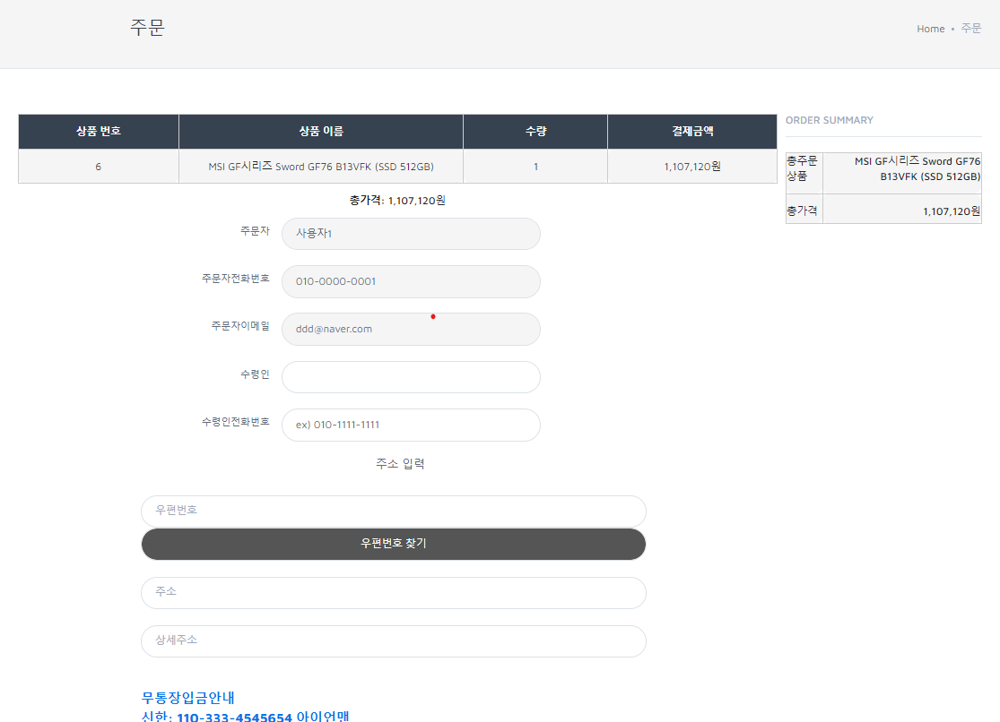 주문
Home • 주문
상품 번호 상품 이름 수량 결제금액
6 MSI GF시리즈 Sword GF76 B13VFK (SSD 512GB) 1 1,107,120원
총가격: 1,107,120원
주문자 사용자1
주문자전화번호 010-0000-0001
주문자이메일 ddd@naver.com
수령인
수령인전화번호 ex) 010-1111-1111
주소 입력
우편번호
우편번호 찾기
주소
상세주소
무통장입금안내
신한: 110-333-4545654 아이언맨
ORDER SUMMARY
총주문 MSI GF시리즈 Sword GF76
상품 B13VFK (SSD 512GB)
총가격 1,107,120원